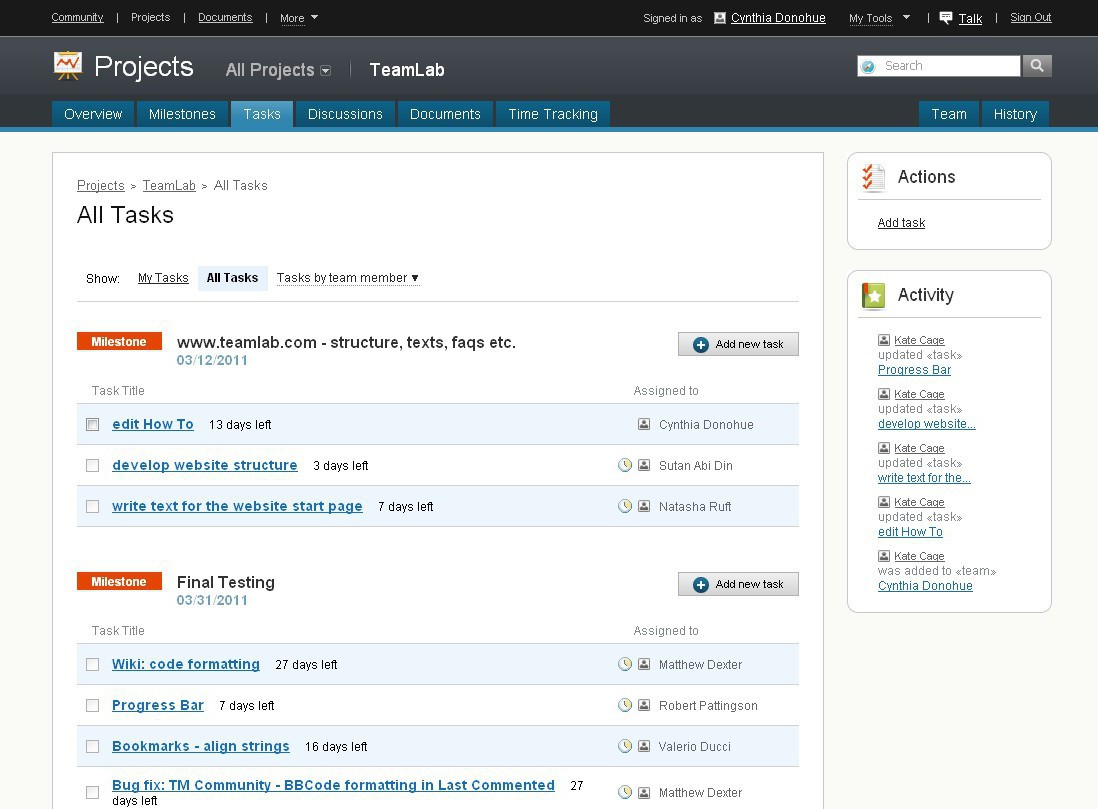 Community | Projects | Documents | More
Signed in as Cynthia Donohue My Tools | Talk | Sign Out
Projects All Projects | TeamLab
Search
Overview Milestones Tasks Discussions Documents Time Tracking Team History
Projects » TeamLab » All Tasks
All Tasks
Show: My Tasks All Tasks Tasks by team member ▼
Milestone www.teamlab.com - structure, texts, faqs etc. Add new task
03/12/2011
Task Title Assigned to
edit How To 13 days left Cynthia Donohue
develop website structure 3 days left Sutan Abi Din
write text for the website start page 7 days left Natasha Ruft
Milestone Final Testing Add new task
03/31/2011
Task Title Assigned to
Wiki: code formatting 27 days left Matthew Dexter
Progress Bar 7 days left Robert Pattingson
Bookmarks - align strings 16 days left Valerio Ducci
Bug fix: TM Community - BBCode formatting in Last Commented 27
days left Matthew Dexter
Actions
Add task
Activity
Kate Cage
updated «task»
Progress Bar
Kate Cage
updated «task»
develop website...
Kate Cage
updated «task»
write text for the...
Kate Cage
updated «task»
edit How To
Kate Cage
was added to «team»
Cynthia Donohue